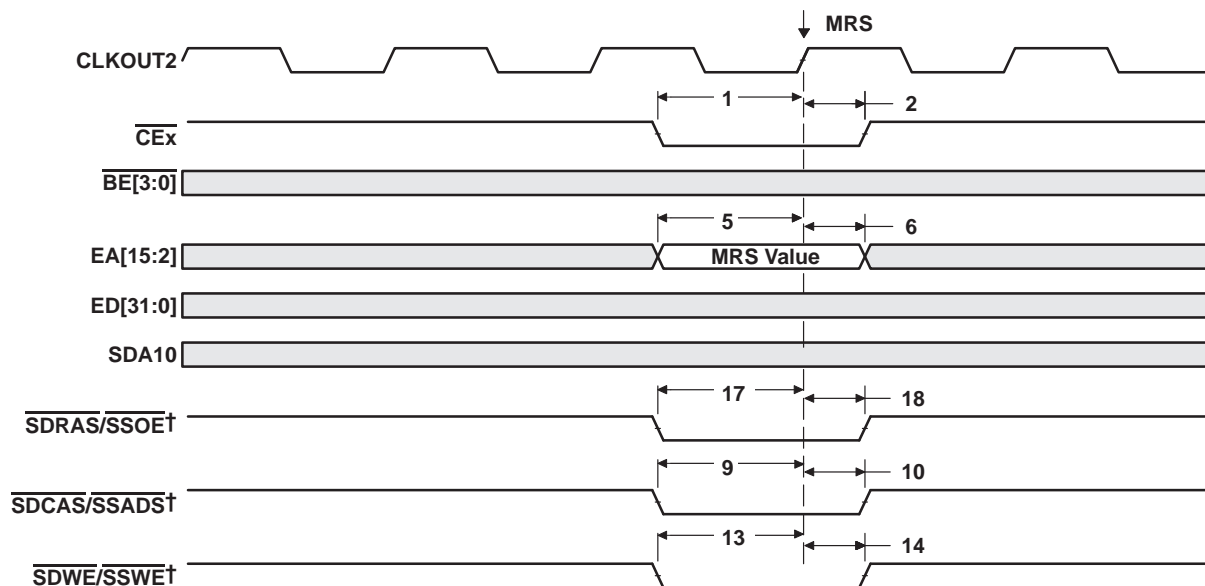 MRS
CLKOUT2
1
2
CEx
BE[3:0]
5
6
EA[15:2]
MRS Value
ED[31:0]
SDA10
17
18
SDRAS/SSOE†
9
10
SDCAS/SSADS†
13
14
SDWE/SSWE†